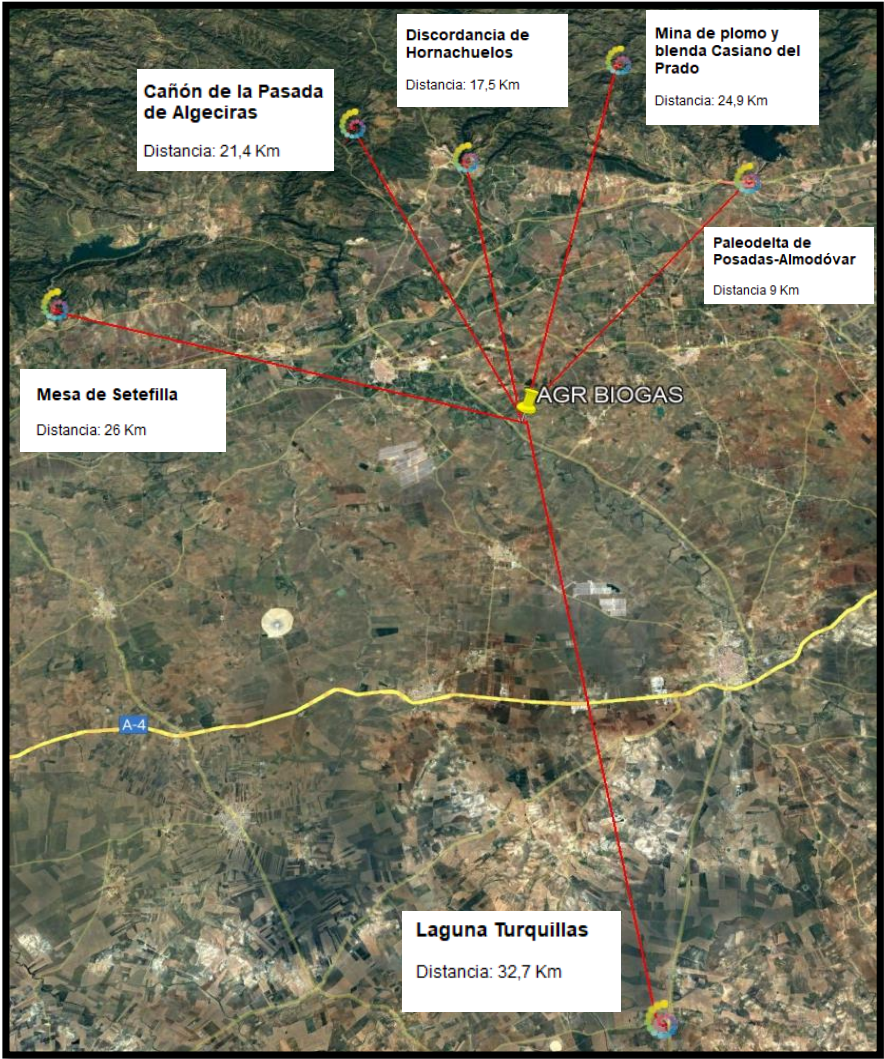 Discordancia de
Hornachuelos
Distancia: 17,5 Km
Mina de plomo y
blenda Casiano del
Prado
Distancia: 24,9 Km
Cañón de la Pasada
de Algeciras
Distancia: 21,4 Km
Paleodelta de
Posadas-Almodóvar
Distancia 9 Km
Mesa de Setefilla
Distancia: 26 Km
AGR BIOGAS
A-4
Laguna Turquillas
Distancia: 32,7 Km